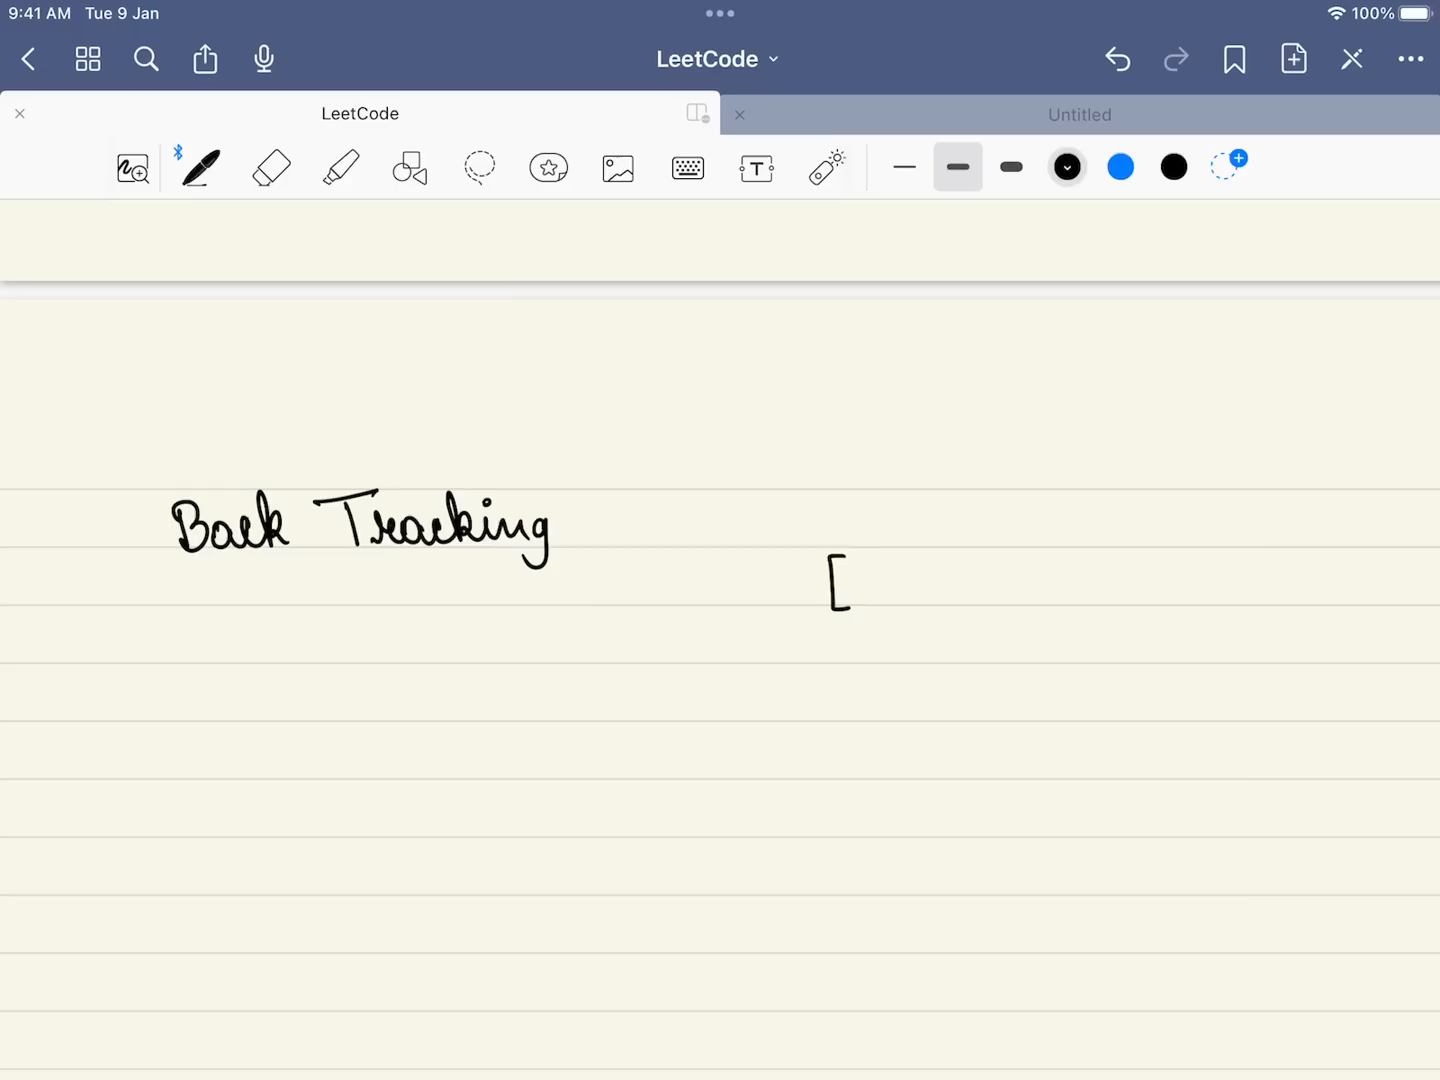 9:41 AM Tue 9 Jan 100%
LeetCode
LeetCode Untitled
T
Back Tracking
[